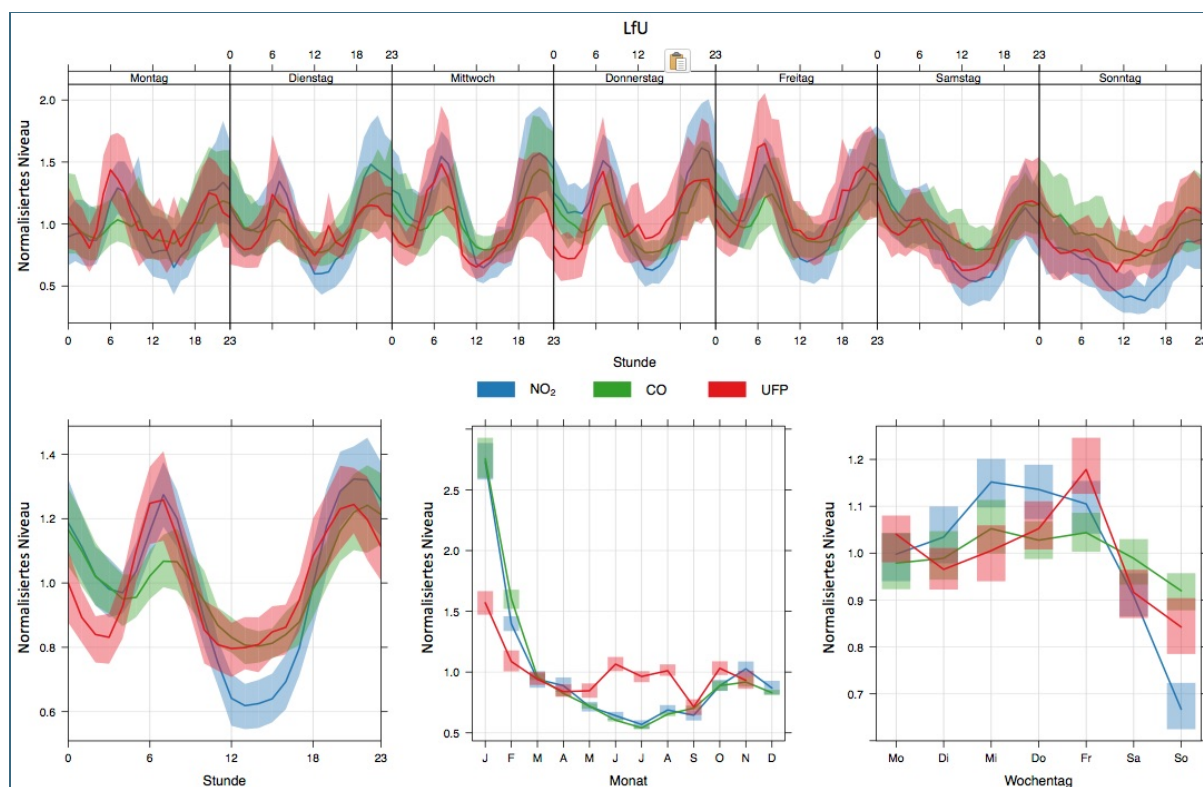 LfU
0 6 12 18 23 0 6 12 23 0 6 12 18 23
Montag Dienstag Mittwoch Donnerstag Freitag Samstag Sonntag
Normalisiertes Niveau
2.0
1.5
1.0
0.5
0 6 12 18 23 0 6 12 18 23 0 6 12 18 23 0 6 12 18 23
Stunde
NO₂ CO UFP
Normalisiertes Niveau
1.4
1.2
1.0
0.8
0.6
0 6 12 18 23
Stunde
Normalisiertes Niveau
2.5
2.0
1.5
1.0
0.5
J F M A M J J A S O N D
Monat
Normalisiertes Niveau
1.2
1.1
1.0
0.9
0.8
0.7
Mo Di Mi Do Fr Sa So
Wochentag